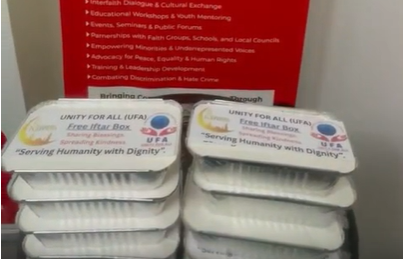 Interfaith Dialogue & Cultural Exchange
Educational Workshops & Youth Mentoring
Events, Seminars & Public Forums
Partnerships with Faith Groups, Schools, and Local Councils
Empowering Minorities & Underrepresented Voices
Advocacy for Peace, Equality & Human Rights
Training & Leadership Development
Combating Discrimination & Hate Crime
Bringing Through
UNITY FOR ALL (UFA)
Free Iftar Box
Sharing Blessings
Spreading Kindness
UFA
"Serving Humanity with Dignity".
UNITY FOR ALL (UFA)
Free Iftar Box
Sharing Blessings
Spreading Kindness
UFA
"Serving Humanity with Dignity".